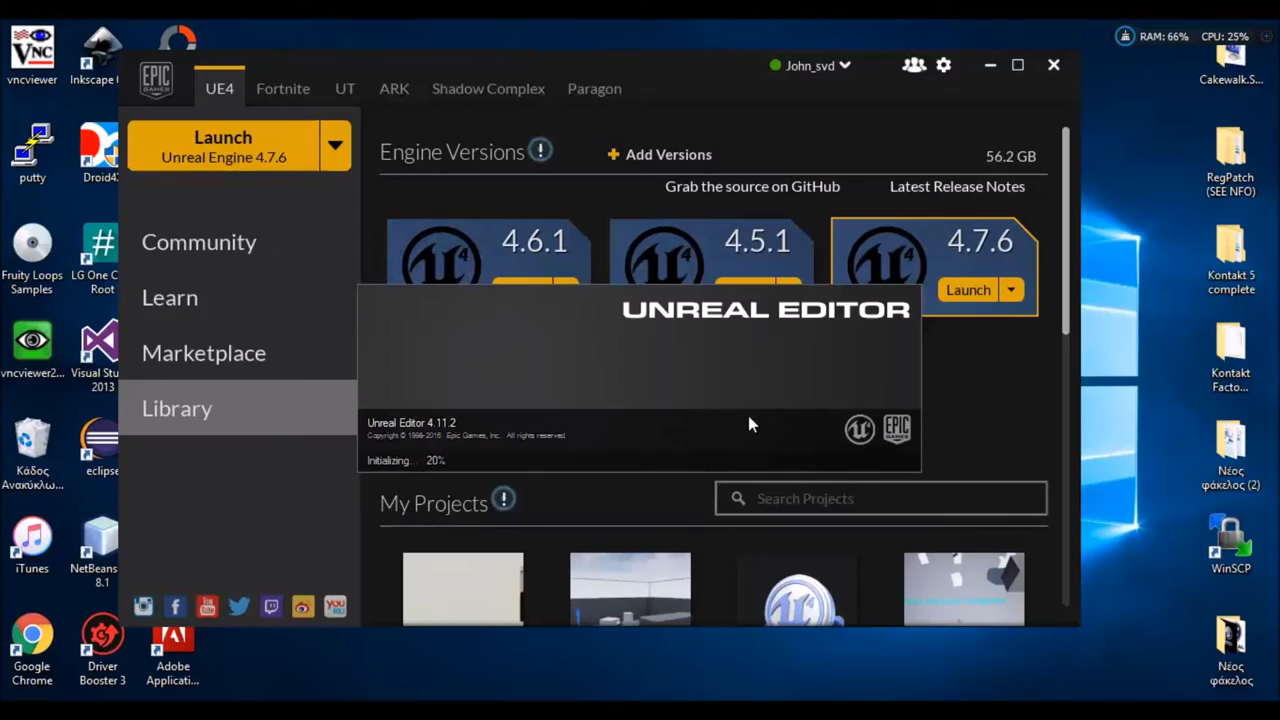 RAM: 66% CPU: 25%
vncviewer
Inkscape
putty
Droid4X
Fruity Loops
Samples
LG One C...
Root
vncviewer2...
Visual Stu...
2013
Κάδος
Ανακύκλω...
eclipse
iTunes
NetBeans
8.1
Google
Chrome
Driver
Booster 3
Adobe
Applicati...
EPIC
GAMES
UE4
Fortnite
UT
ARK
Shadow Complex
Paragon
John_svd
Launch
Unreal Engine 4.7.6
Community
Learn
Marketplace
Library
Engine Versions
Add Versions
56.2 GB
Grab the source on GitHub
Latest Release Notes
4.6.1
4.5.1
4.7.6
Launch
UNREAL EDITOR
Unreal Editor 4.11.2
Copyright © 1998-2016 Epic Games, Inc. All rights reserved.
Initializing... 20%
EPIC
GAMES
My Projects
Search Projects
Cakewalk.S...
RegPatch
(SEE NFO)
Kontakt 5
complete
Kontakt
Facto...
Νέος
φάκελος (2)
WinSCP
Νέος
φάκελος